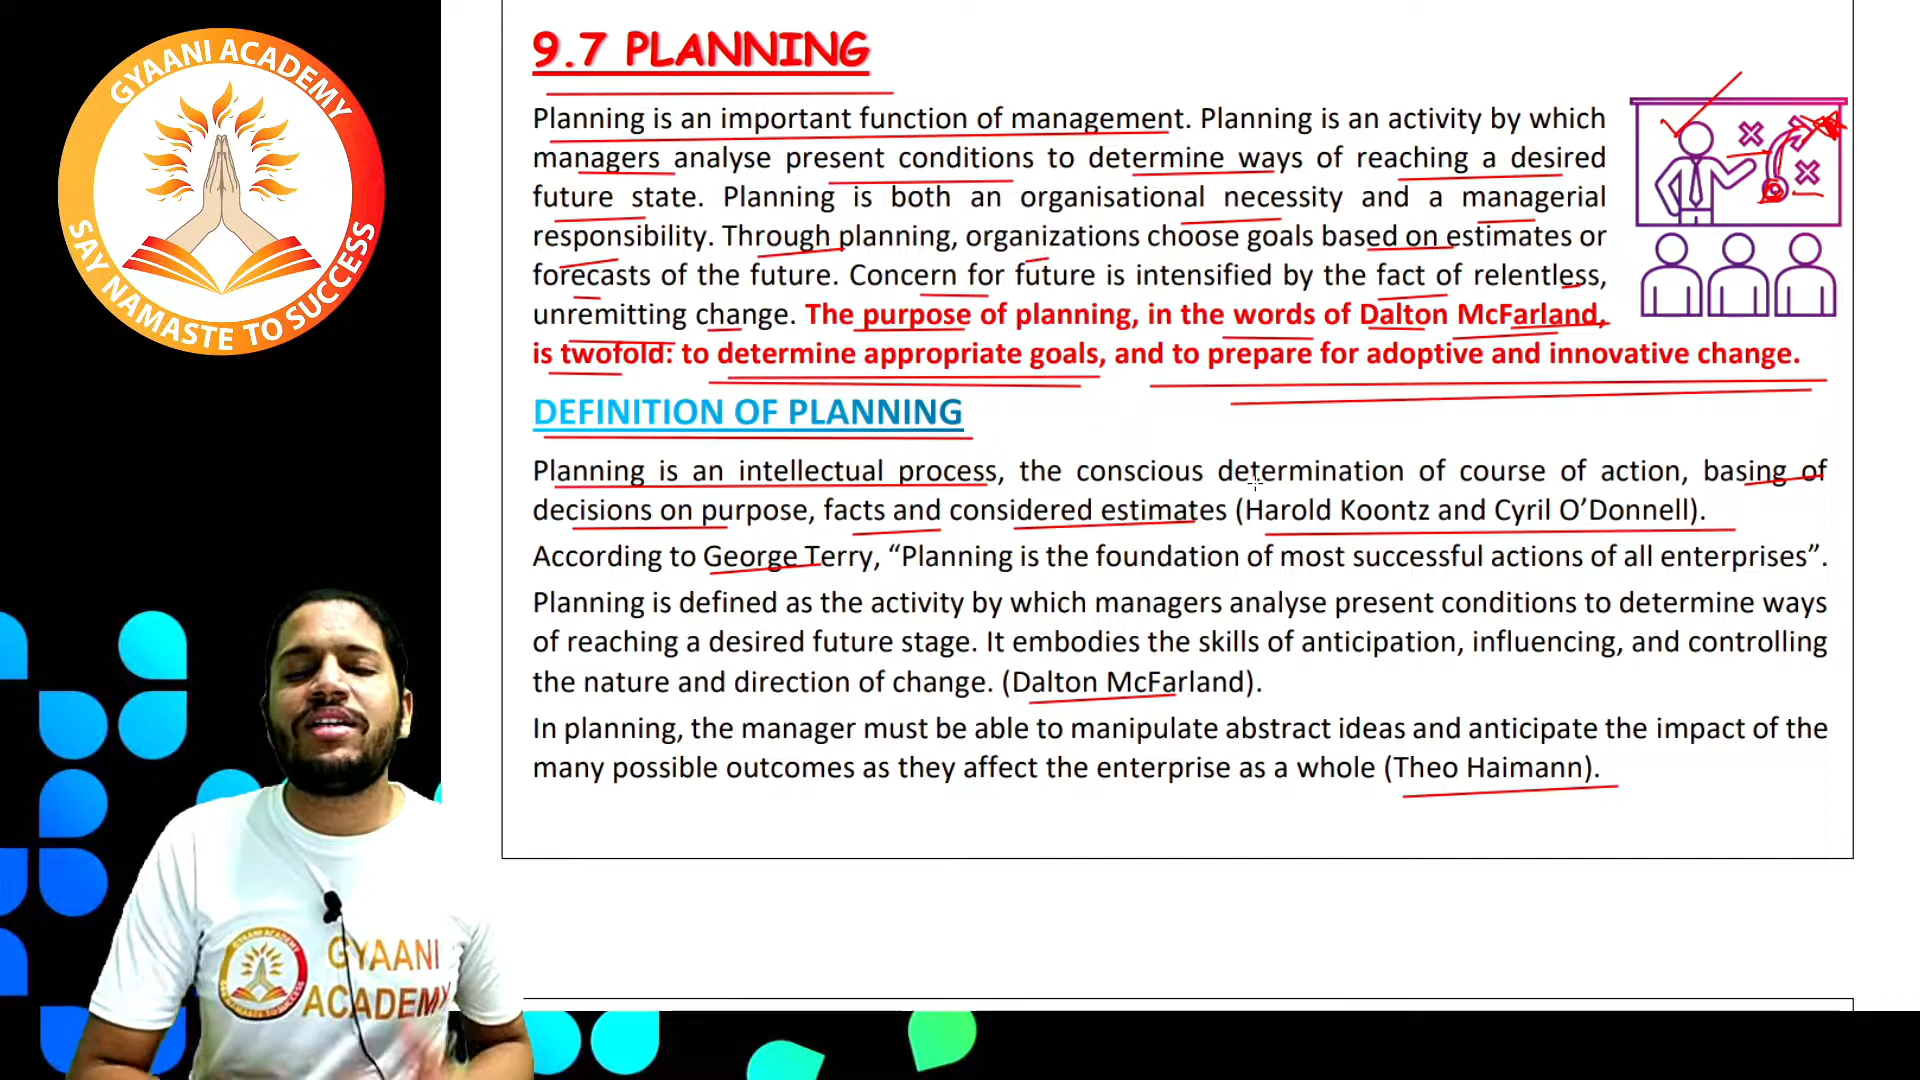 GYAANI ACADEMY
SAY NAMASTE TO SUCCESS
9.7 PLANNING
Planning is an important function of management. Planning is an activity by which
managers analyse present conditions to determine ways of reaching a desired
future state. Planning is both an organisational necessity and a managerial
responsibility. Through planning, organizations choose goals based on estimates or
forecasts of the future. Concern for future is intensified by the fact of relentless,
unremitting change. The purpose of planning, in the words of Dalton McFarland,
is twofold: to determine appropriate goals, and to prepare for adoptive and innovative change.
DEFINITION OF PLANNING
Planning is an intellectual process, the conscious determination of course of action, basing of
decisions on purpose, facts and considered estimates (Harold Koontz and Cyril O’Donnell).
According to George Terry, “Planning is the foundation of most successful actions of all enterprises”.
Planning is defined as the activity by which managers analyse present conditions to determine ways
of reaching a desired future stage. It embodies the skills of anticipation, influencing, and controlling
the nature and direction of change. (Dalton McFarland).
In planning, the manager must be able to manipulate abstract ideas and anticipate the impact of the
many possible outcomes as they affect the enterprise as a whole (Theo Haimann).
GYAANI
ACADEMY